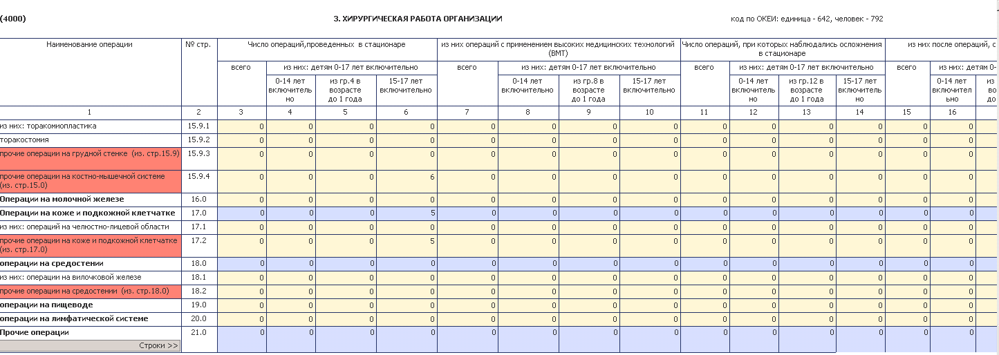 (4000) 3. ХИРУРГИЧЕСКАЯ РАБОТА ОРГАНИЗАЦИИ код по ОКЕИ: единица - 642, человек - 792
Наименование операции № стр. Число операций,проведенных в стационаре из них операций с применением высоких медицинских технологий (ВМТ) Число операций, при которых наблюдались осложнения в стационаре из них после операций, с
всего из них: детям 0-17 лет включительно всего из них: детям 0-17 лет включительно всего из них: детям 0-17 лет включительно всего из них: детям 0-
0-14 лет включитель но из гр.4 в возрасте до 1 года 15-17 лет включительно 0-14 лет включительно из гр.8 в возрасте до 1 года 15-17 лет включительно 0-14 лет включитель но из гр.12 в возрасте до 1 года 15-17 лет включитель но 0-14 лет включител ьно из во до
1 2 3 4 5 6 7 8 9 10 11 12 13 14 15 16
из них: торакомиопластика 15.9.1 0 0 0 0 0 0 0 0 0 0 0 0 0 0
торакостомия 15.9.2 0 0 0 0 0 0 0 0 0 0 0 0 0 0
прочие операции на грудной стенке (из. стр.15.9) 15.9.3 0 0 0 0 0 0 0 0 0 0 0 0 0 0
прочие операции на костно-мышечной системе 15.9.4 0 0 0 6 0 0 0 0 0 0 0 0 0 0
(из. стр.15.0)
Операции на молочной железе 16.0 0 0 0 0 0 0 0 0 0 0 0 0 0 0
Операции на коже и подкожной клетчатке 17.0 0 0 0 5 0 0 0 0 0 0 0 0 0 0
из них: операций на челюстно-лицевой области 17.1 0 0 0 0 0 0 0 0 0 0 0 0 0 0
прочие операции на коже и подкожной клетчатке 17.2 0 0 0 5 0 0 0 0 0 0 0 0 0 0
(из. стр.17.0)
операции на средостении 18.0 0 0 0 0 0 0 0 0 0 0 0 0 0 0
из них: операции на вилочковой железе 18.1 0 0 0 0 0 0 0 0 0 0 0 0 0 0
прочие операции на средостении (из. стр.18.0) 18.2 0 0 0 0 0 0 0 0 0 0 0 0 0 0
операции на пищеводе 19.0 0 0 0 0 0 0 0 0 0 0 0 0 0 0
операции на лимфатической системе 20.0 0 0 0 0 0 0 0 0 0 0 0 0 0 0
Прочие операции 21.0 0 0 0 0 0 0 0 0 0 0 0 0 0 0
Строки >>